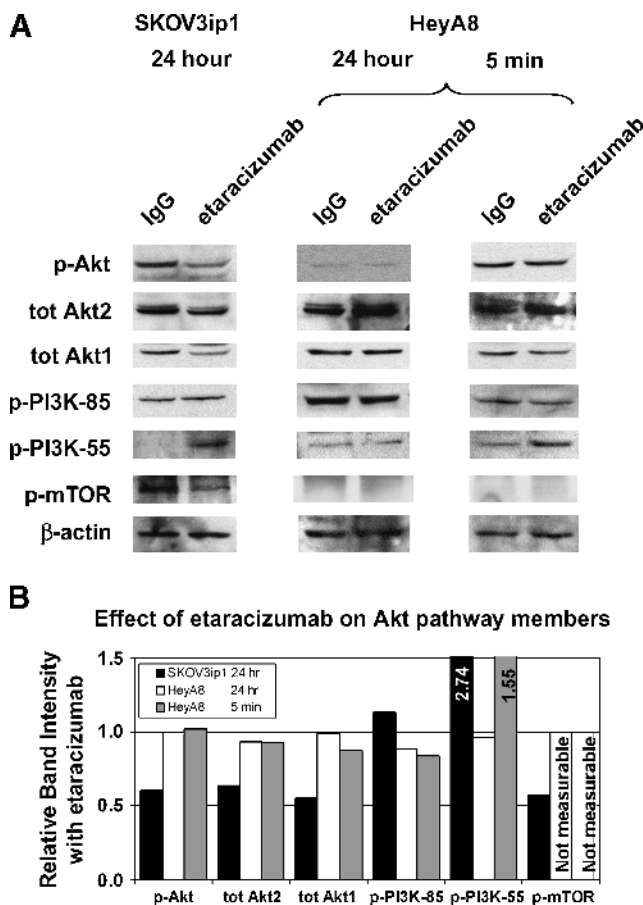 A
SKOV3ip1 HeyA8
24 hour 24 hour 5 min
IgG etaracizumab IgG etaracizumab IgG etaracizumab
p-Akt
tot Akt2
tot Akt1
p-PI3K-85
p-PI3K-55
p-mTOR
β-actin
B
Effect of etaracizumab on Akt pathway members
Relative Band Intensity
with etaracizumab
1.5
1.0
0.5
0.0
SKOV3ip1 24 hr
HeyA8 24 hr
HeyA8 5 min
2.74
1.55
Not measurable
Not measurable
p-Akt tot Akt2 tot Akt1 p-PI3K-85 p-PI3K-55 p-mTOR